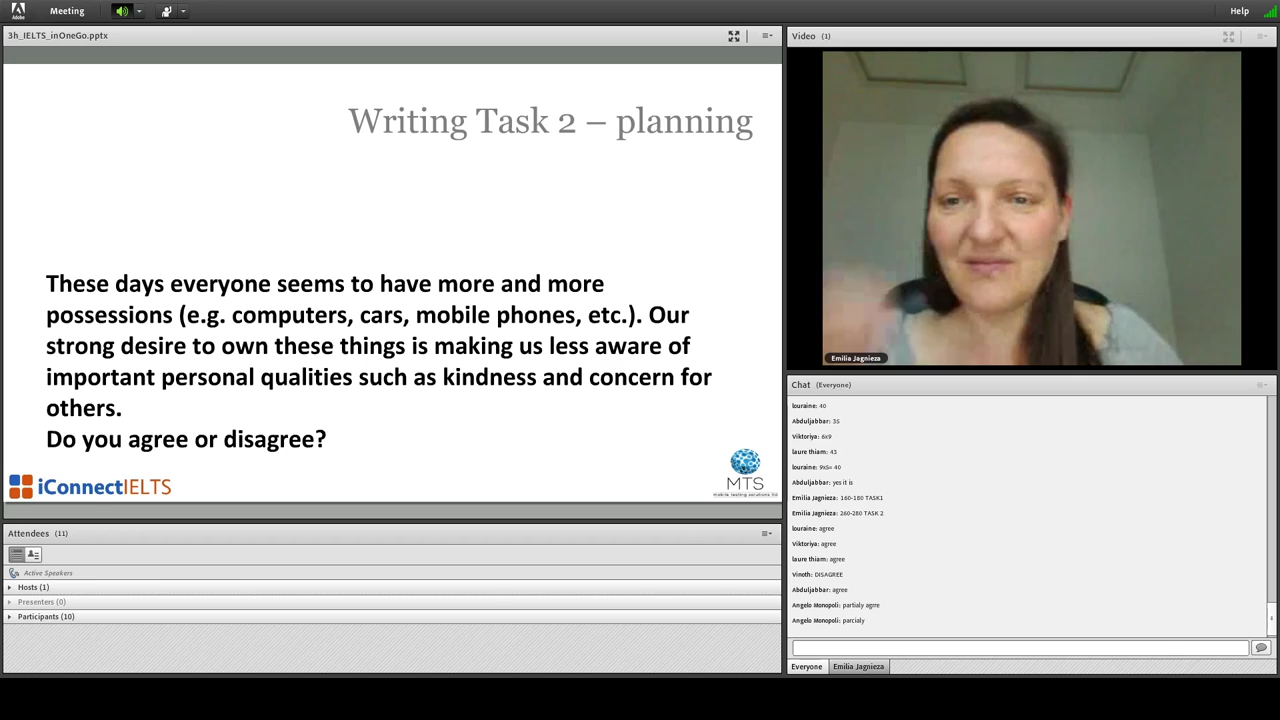 Adobe
Meeting
Help
3h_IELTS_inOneGo.pptx
Writing Task 2 – planning
These days everyone seems to have more and more
possessions (e.g. computers, cars, mobile phones, etc.). Our
strong desire to own these things is making us less aware of
important personal qualities such as kindness and concern for
others.
Do you agree or disagree?
iConnectIELTS
MTS
mobile testing solutions ltd
Attendees (11)
Active Speakers
Hosts (1)
Presenters (0)
Participants (10)
Video (1)
Emilia Jagnieza
Chat (Everyone)
louraine: 40
Abduljabbar: 35
Viktoriya: 6x9
laure thiam: 43
louraine: 9x5= 40
Abduljabbar: yes it is
Emilia Jagnieza: 160-180 TASK1
Emilia Jagnieza: 260-280 TASK 2
louraine: agree
Viktoriya: agree
laure thiam: agree
Vinoth: DISAGREE
Abduljabbar: agree
Angelo Monopoli: partialy agrre
Angelo Monopoli: parcialy
Everyone
Emilia Jagnieza